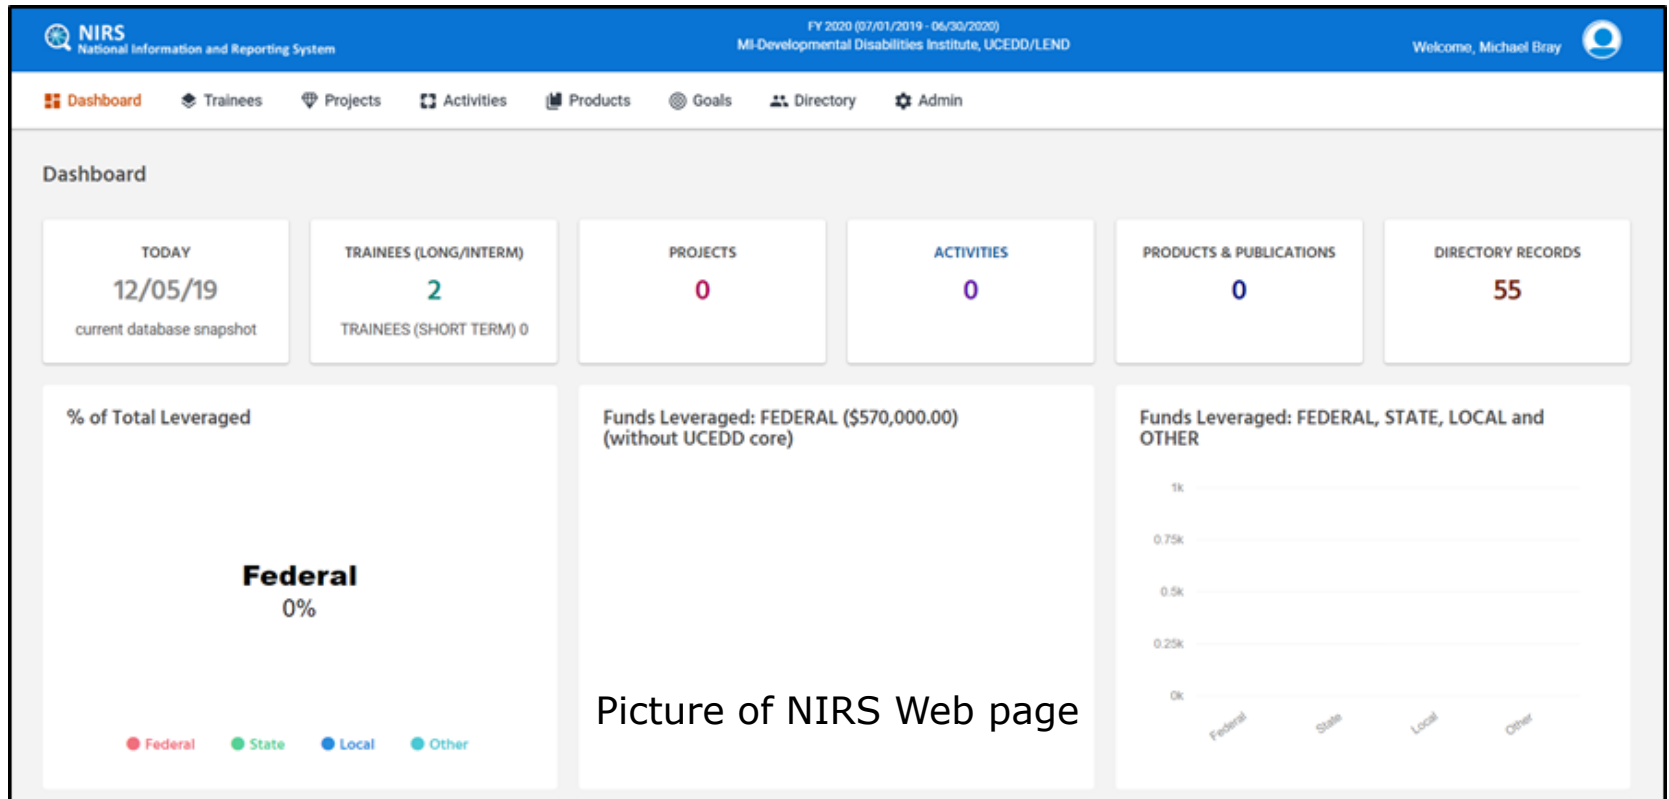 NIRS
National Information and Reporting System
FY 2020 (07/01/2019 - 06/30/2020)
MI-Developmental Disabilities Institute, UCEDD/LEND
Welcome, Michael Bray
Dashboard Trainees Projects Activities Products Goals Directory Admin
Dashboard
TODAY
12/05/19
current database snapshot
TRAINEES (LONG/INTERM)
2
TRAINEES (SHORT TERM) 0
PROJECTS
0
ACTIVITIES
0
PRODUCTS & PUBLICATIONS
0
DIRECTORY RECORDS
55
% of Total Leveraged
Federal
0%
Federal State Local Other
Funds Leveraged: FEDERAL ($570,000.00)
(without UCEDD core)
Picture of NIRS Web page
Funds Leveraged: FEDERAL, STATE, LOCAL and
OTHER
1k
0.75k
0.5k
0.25k
0k
Federal State Local Other